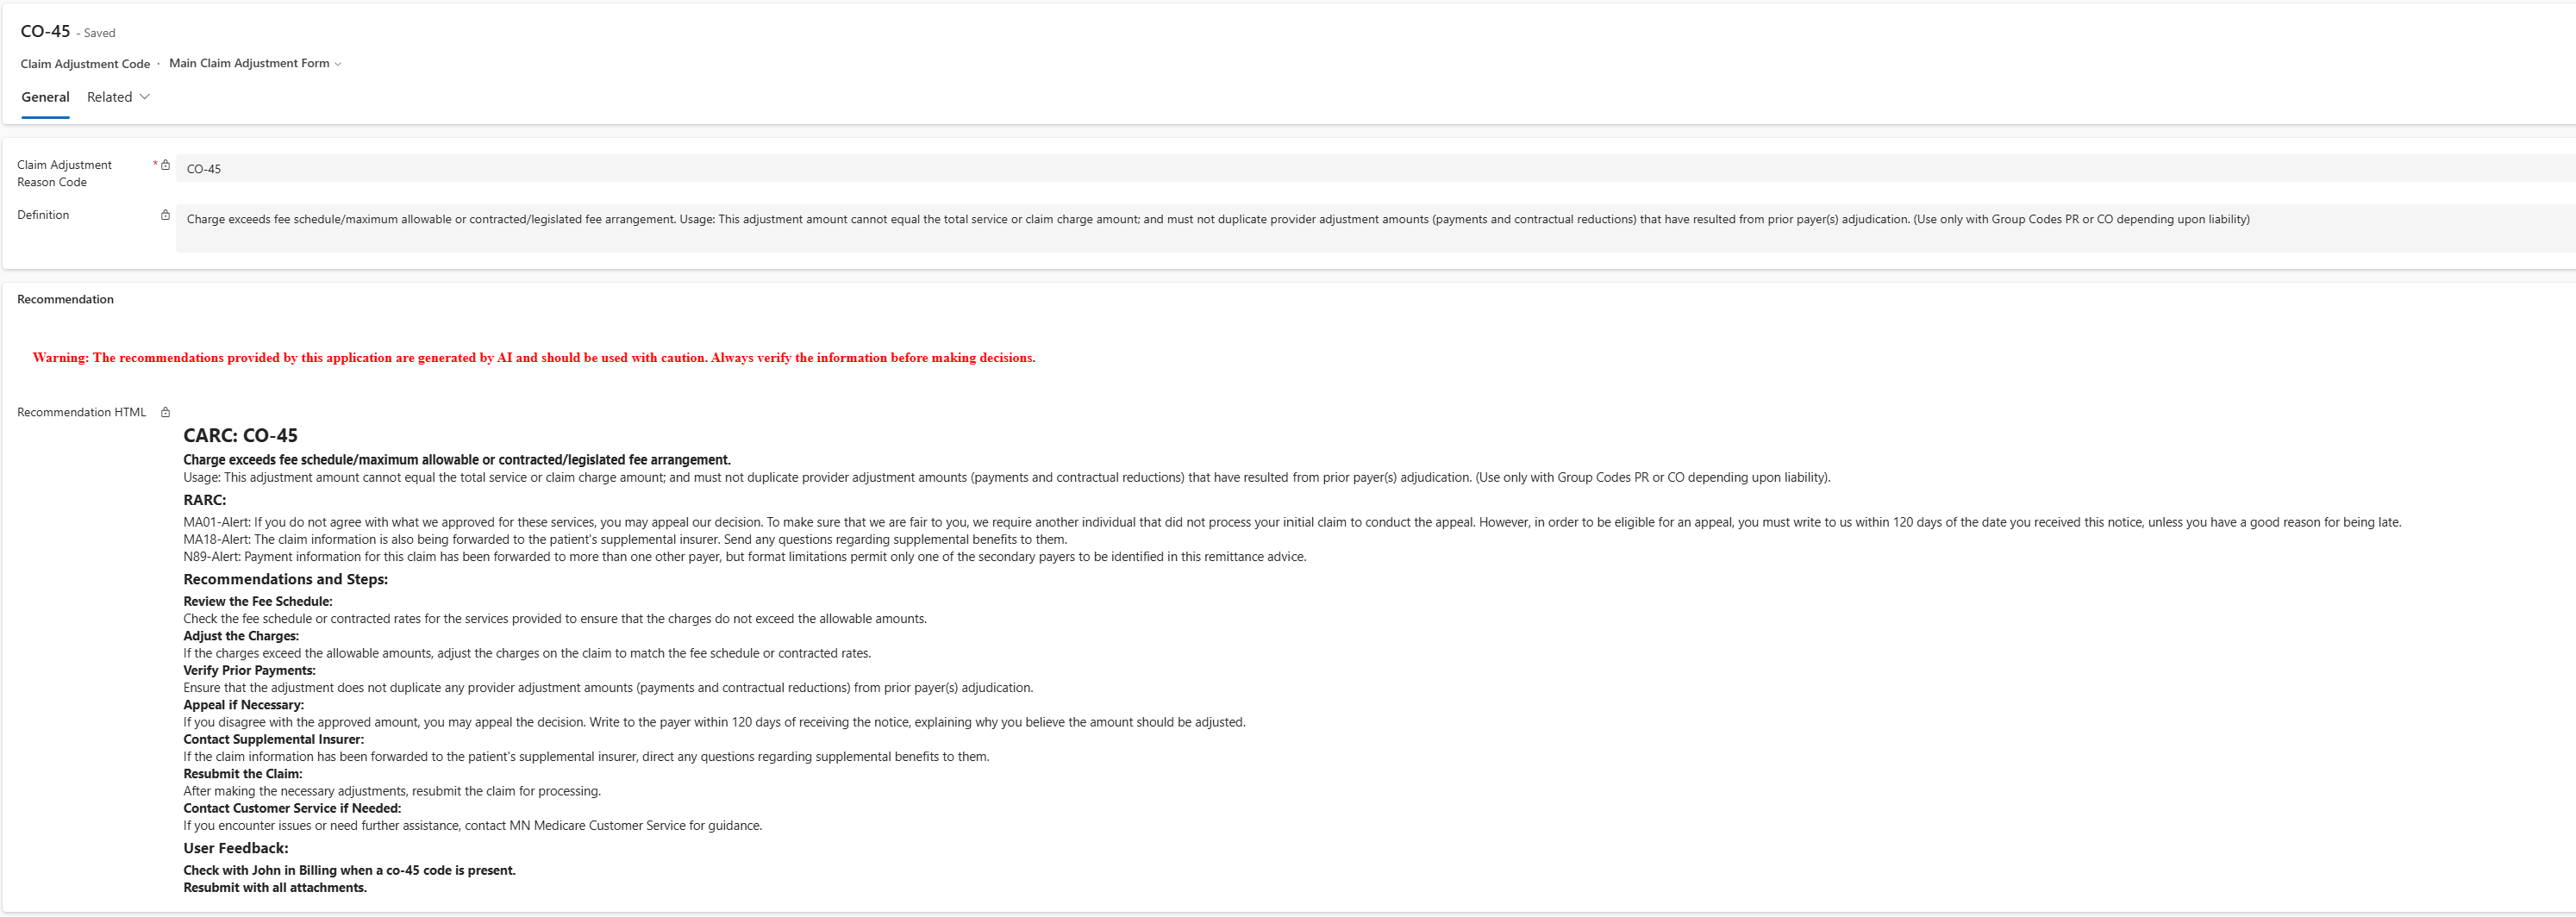 CO-45 - Saved
Claim Adjustment Code · Main Claim Adjustment Form
General Related
Claim Adjustment Reason Code * CO-45
Definition Charge exceeds fee schedule/maximum allowable or contracted/legislated fee arrangement. Usage: This adjustment amount cannot equal the total service or claim charge amount; and must not duplicate provider adjustment amounts (payments and contractual reductions) that have resulted from prior payer(s) adjudication. (Use only with Group Codes PR or CO depending upon liability)
Recommendation
Warning: The recommendations provided by this application are generated by AI and should be used with caution. Always verify the information before making decisions.
Recommendation HTML
CARC: CO-45
Charge exceeds fee schedule/maximum allowable or contracted/legislated fee arrangement.
Usage: This adjustment amount cannot equal the total service or claim charge amount; and must not duplicate provider adjustment amounts (payments and contractual reductions) that have resulted from prior payer(s) adjudication. (Use only with Group Codes PR or CO depending upon liability).
RARC:
MA01-Alert: If you do not agree with what we approved for these services, you may appeal our decision. To make sure that we are fair to you, we require another individual that did not process your initial claim to conduct the appeal. However, in order to be eligible for an appeal, you must write to us within 120 days of the date you received this notice, unless you have a good reason for being late.
MA18-Alert: The claim information is also being forwarded to the patient's supplemental insurer. Send any questions regarding supplemental benefits to them.
N89-Alert: Payment information for this claim has been forwarded to more than one other payer, but format limitations permit only one of the secondary payers to be identified in this remittance advice.
Recommendations and Steps:
Review the Fee Schedule:
Check the fee schedule or contracted rates for the services provided to ensure that the charges do not exceed the allowable amounts.
Adjust the Charges:
If the charges exceed the allowable amounts, adjust the charges on the claim to match the fee schedule or contracted rates.
Verify Prior Payments:
Ensure that the adjustment does not duplicate any provider adjustment amounts (payments and contractual reductions) from prior payer(s) adjudication.
Appeal if Necessary:
If you disagree with the approved amount, you may appeal the decision. Write to the payer within 120 days of receiving the notice, explaining why you believe the amount should be adjusted.
Contact Supplemental Insurer:
If the claim information has been forwarded to the patient's supplemental insurer, direct any questions regarding supplemental benefits to them.
Resubmit the Claim:
After making the necessary adjustments, resubmit the claim for processing.
Contact Customer Service if Needed:
If you encounter issues or need further assistance, contact MN Medicare Customer Service for guidance.
User Feedback:
Check with John in Billing when a co-45 code is present.
Resubmit with all attachments.